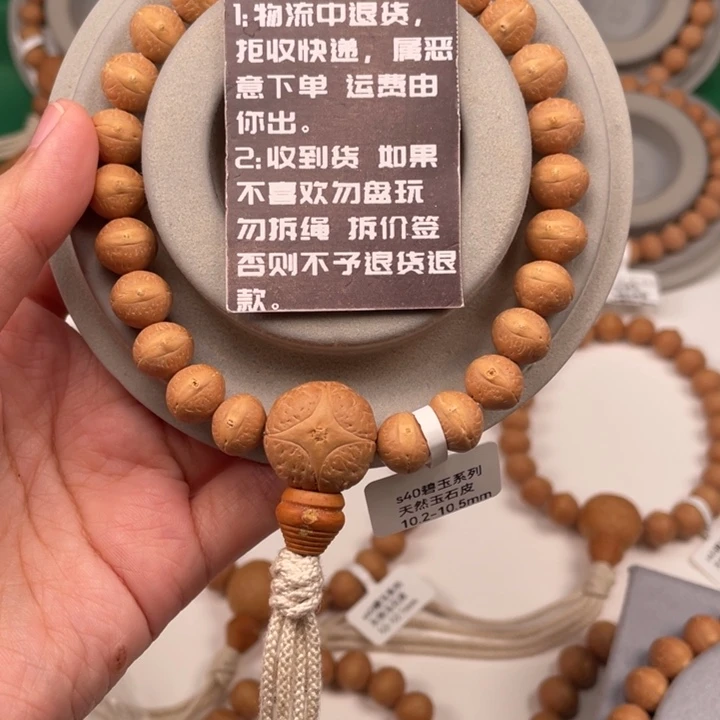 1:物流中退货，
拒收快递，属恶
意下单 运费由
你出。
2:收到货 如果
不喜欢勿盘玩
勿拆绳 拆价签
否则不予退货退
款。
s40碧玉系列
天然玉石皮
10.2-10.5mm